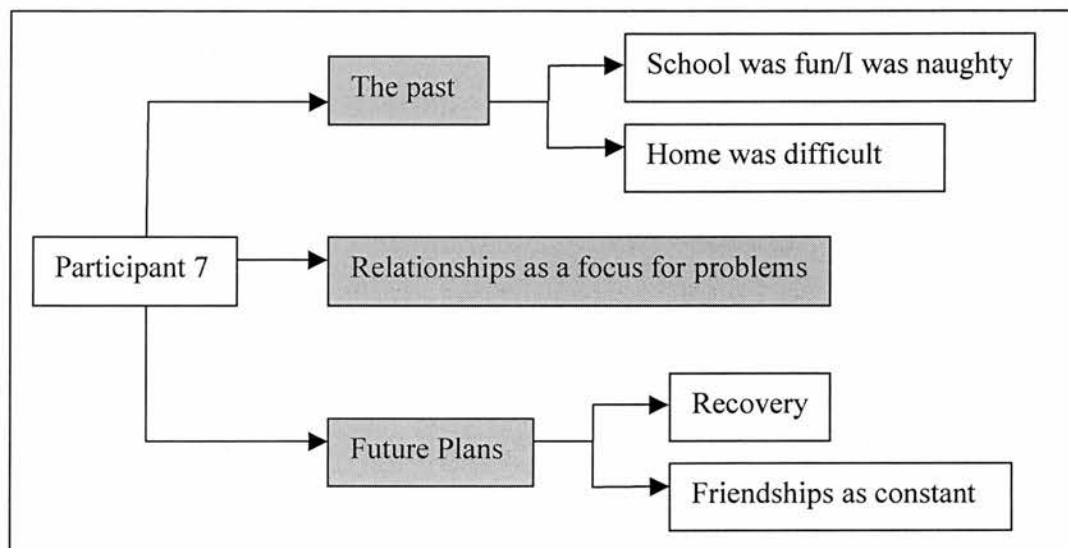 School was fun/I was naughty
The past
Home was difficult
Participant 7
Relationships as a focus for problems
Recovery
Future Plans
Friendships as constant